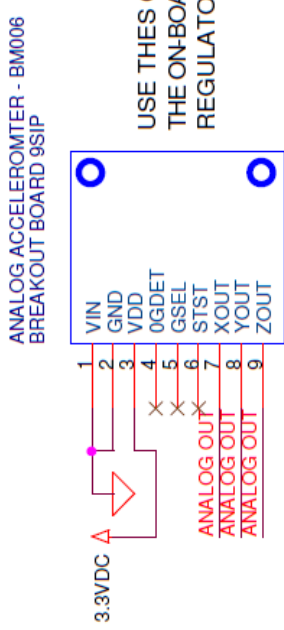 ANALOG ACCELEROMTER - BM006
BREAKOUT BOARD 9SIP
USE THES
THE ON-BOA
REGULATO
3.3VDC
1 VIN
2 GND
3 VDD
4 0GDET
5 GSEL
6 STST
ANALOG OUT 7 XOUT
ANALOG OUT 8 YOUT
ANALOG OUT 9 ZOUT